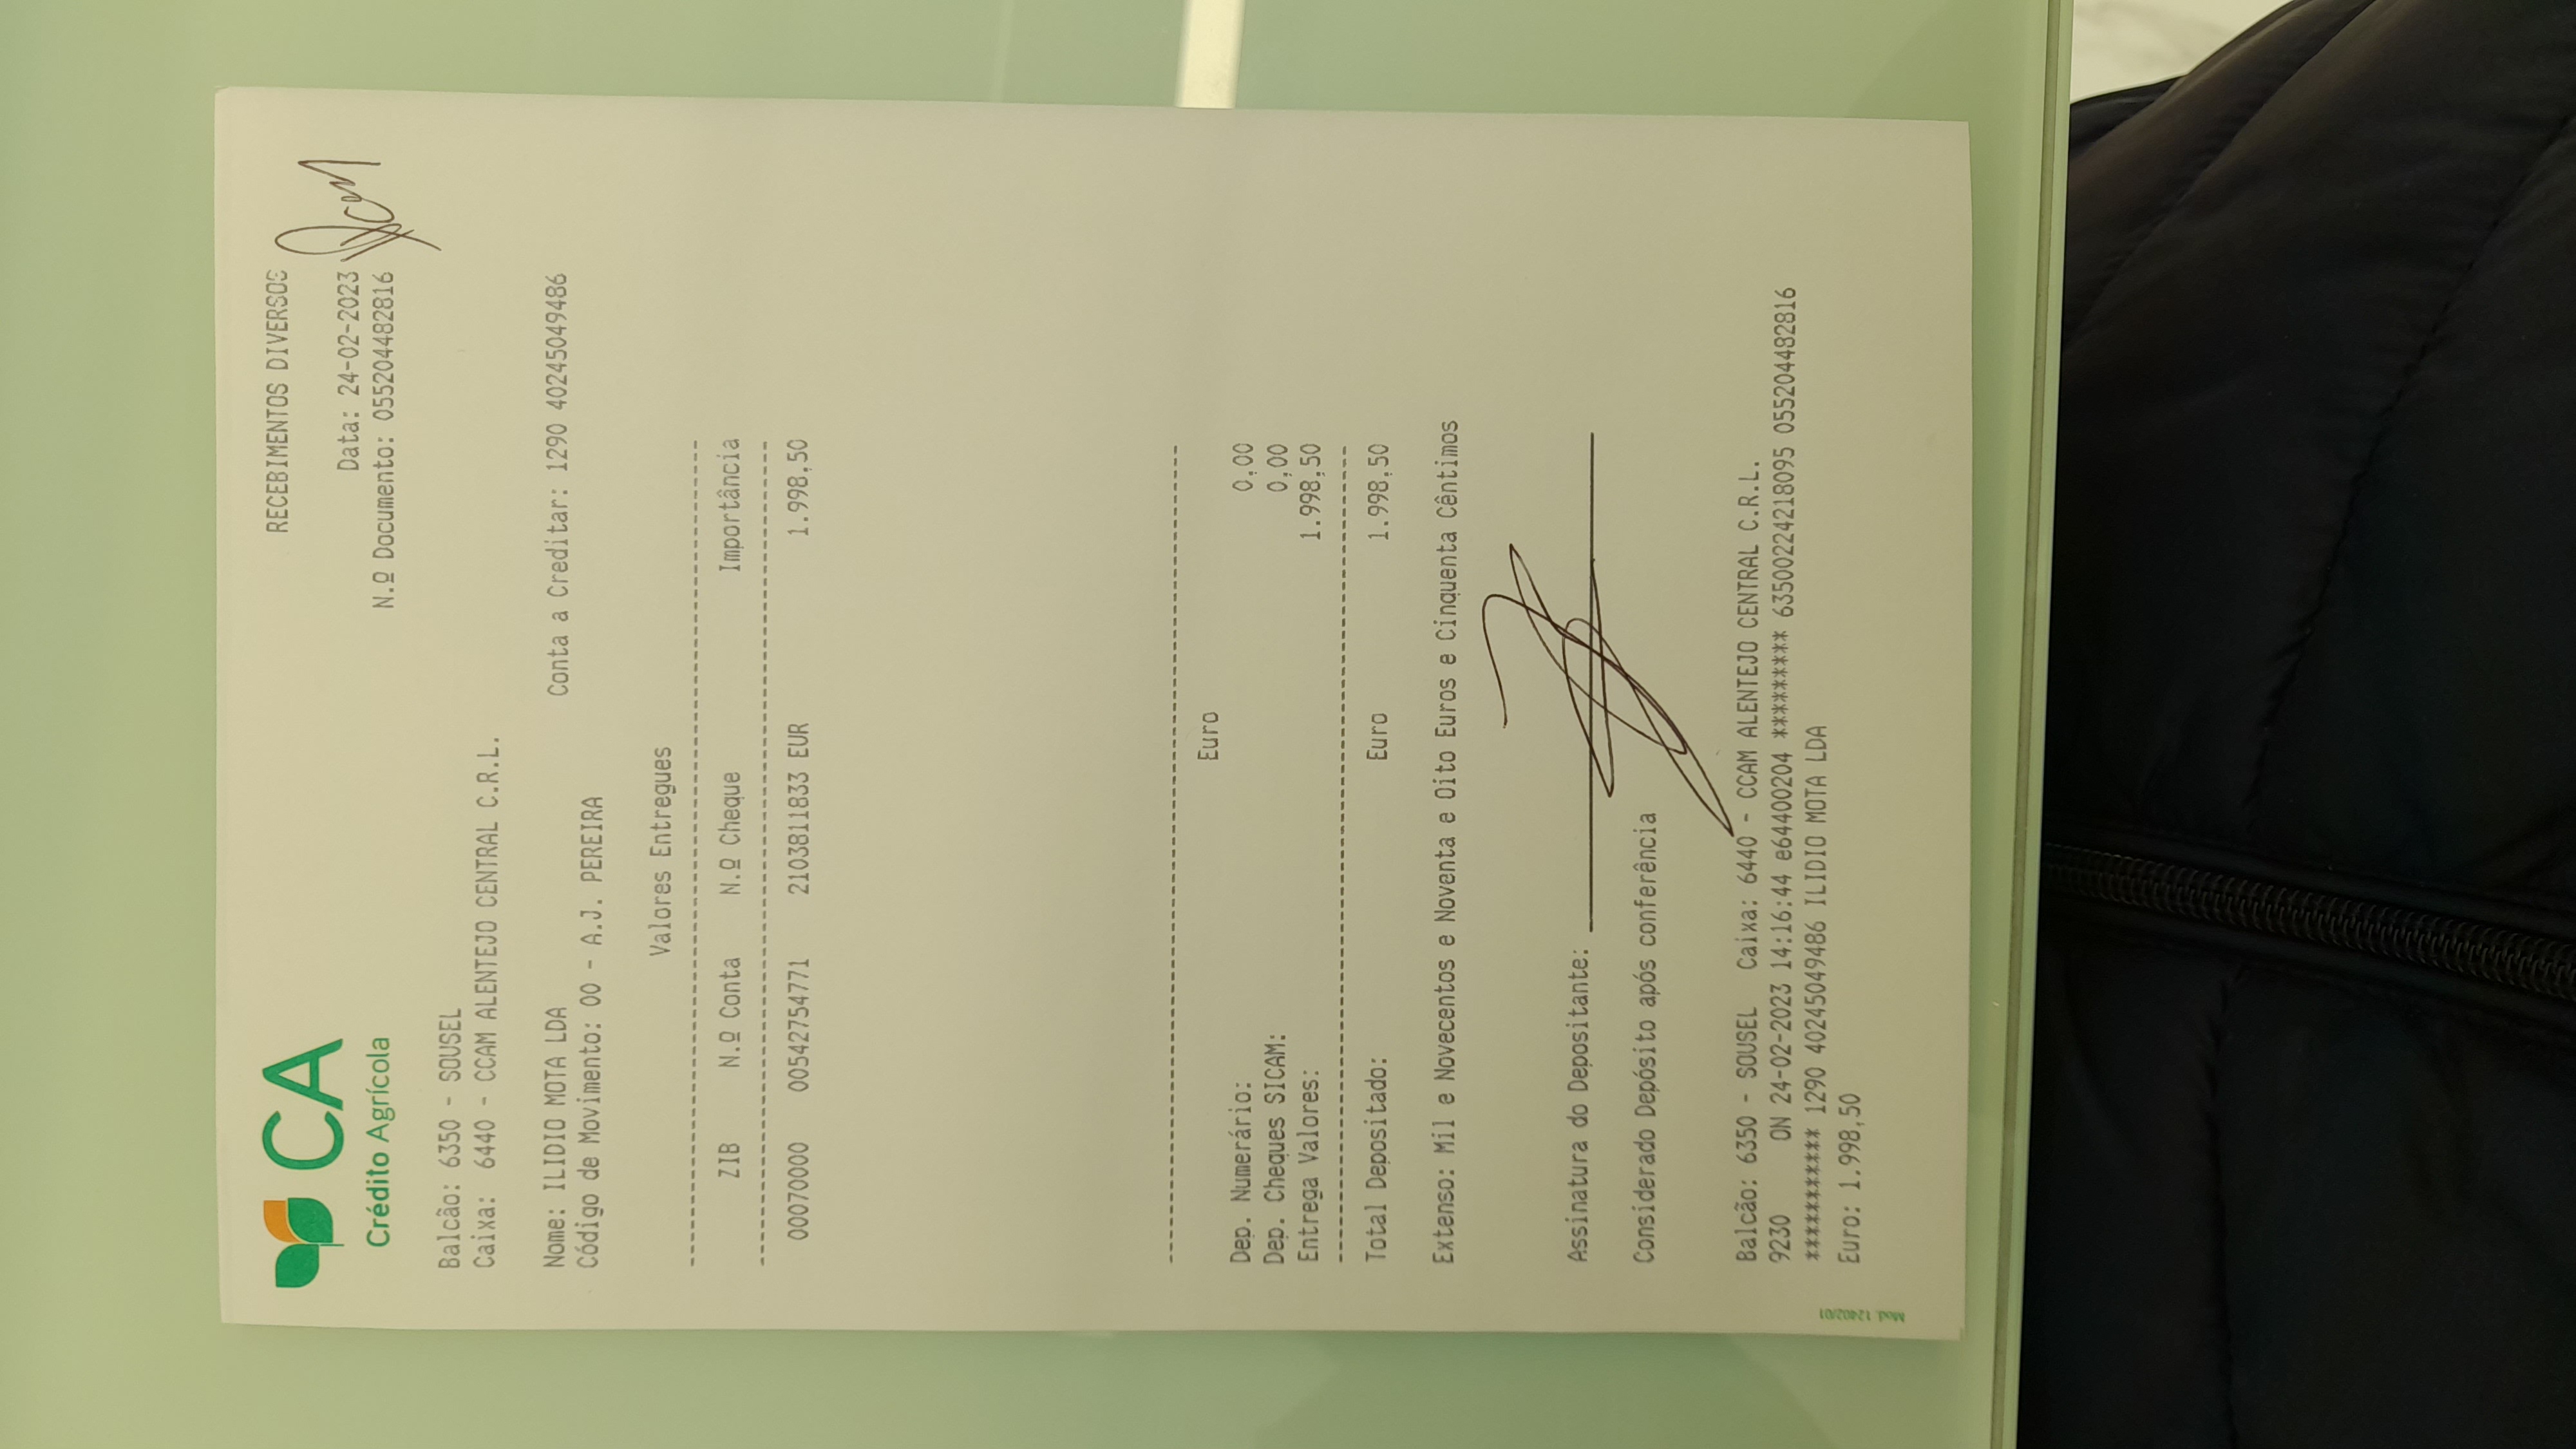 CA
Crédito Agrícola
RECEBIMENTOS DIVERSOS
Data: 24-02-2023
N.º Documento: 055204482816
Balcão: 6350 - SOUSEL
Caixa: 6440 - CCAM ALENTEJO CENTRAL C.R.L.
Nome: ILIDIO MOTA LDA Conta a Creditar: 1290 40245049486
Código de Movimento: 00 - A.J. PEREIRA
Valores Entregues
ZIB N.º Conta N.º Cheque Importância
00070000 00542754771 2103811833 EUR 1.998,50
Euro
Dep. Numerário: 0,00
Dep. Cheques SICAM: 0,00
Entrega Valores: 1.998,50
Total Depositado: Euro 1.998,50
Extenso: Mil e Novecentos e Noventa e Oito Euros e Cinquenta Cêntimos
Assinatura do Depositante:
Considerado Depósito após conferência
Balcão: 6350 - SOUSEL Caixa: 6440 - CCAM ALENTEJO CENTRAL C.R.L.
9230 ON 24-02-2023 14:16:44 e64400204 ********* 63500224218095 055204482816
*********** 1290 40245049486 ILIDIO MOTA LDA
Euro: 1.998,50
Mod. 12402/01